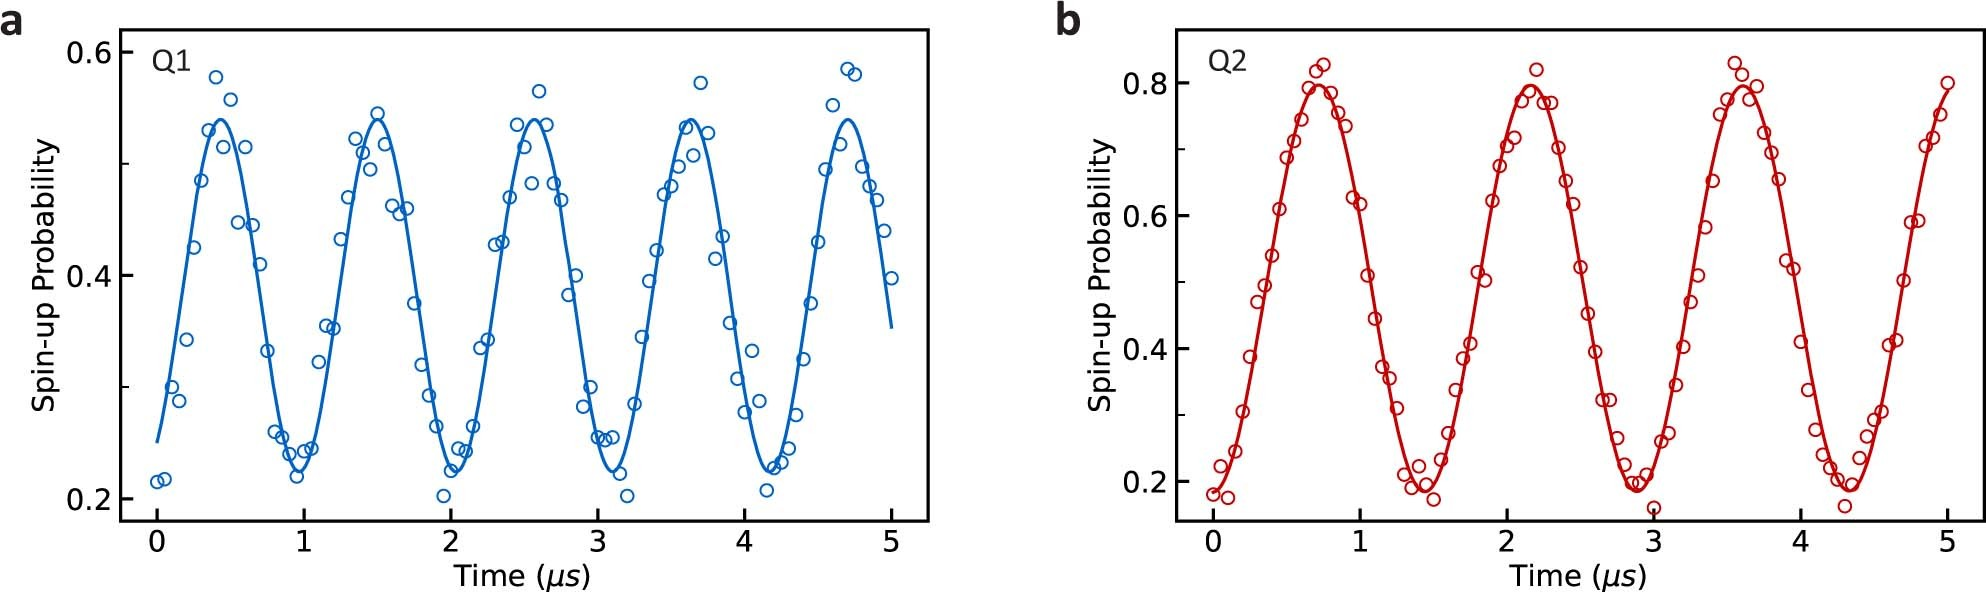 a
Q1
0.6
0.4
0.2
Spin-up Probability
0 1 2 3 4 5
Time (μs)
b
Q2
0.8
0.6
0.4
0.2
Spin-up Probability
0 1 2 3 4 5
Time (μs)